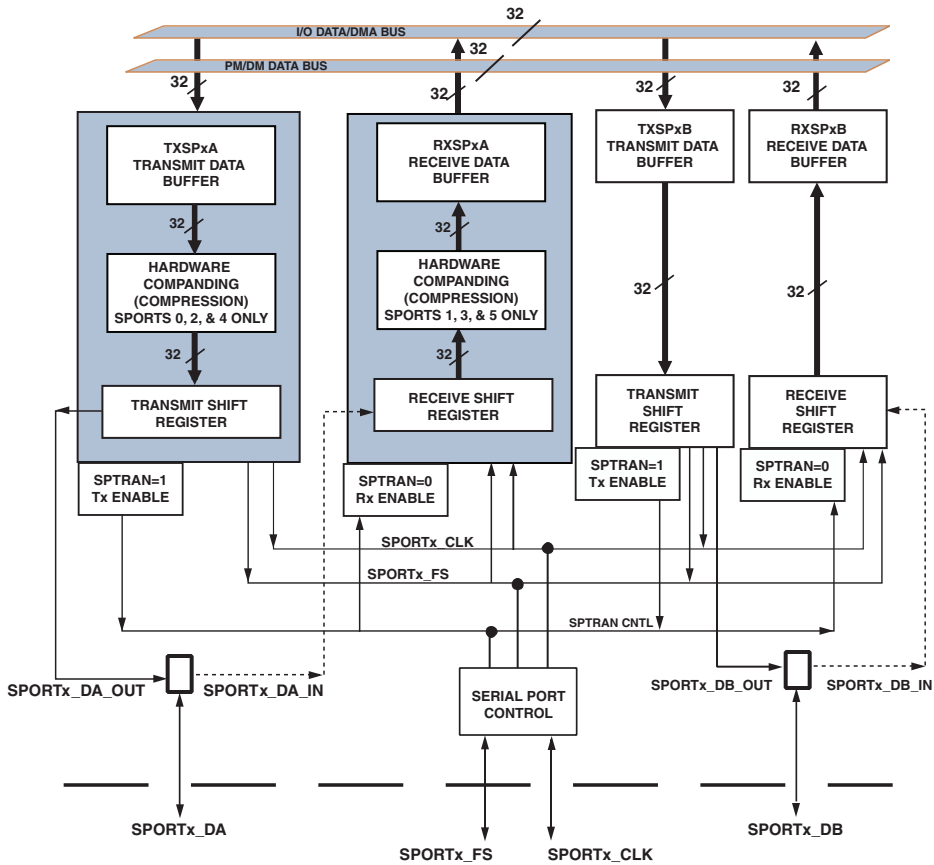 32
I/O DATA/DMA BUS
32
PM/DM DATA BUS
32
32
32
32
TXSPxA
TRANSMIT DATA
BUFFER
RXSPxA
RECEIVE DATA
BUFFER
TXSPxB
TRANSMIT DATA
BUFFER
RXSPxB
RECEIVE DATA
BUFFER
32
32
HARDWARE
COMPANDING
(COMPRESSION)
SPORTS 0, 2, & 4 ONLY
HARDWARE
COMPANDING
(COMPRESSION)
SPORTS 1, 3, & 5 ONLY
32
32
32
32
TRANSMIT SHIFT
REGISTER
RECEIVE SHIFT
REGISTER
TRANSMIT
SHIFT
REGISTER
RECEIVE
SHIFT
REGISTER
SPTRAN=1
Tx ENABLE
SPTRAN=0
Rx ENABLE
SPTRAN=1
Tx ENABLE
SPTRAN=0
Rx ENABLE
SPORTx_CLK
SPORTx_FS
SPTRAN CNTL
SPORTx_DA_OUT
SPORTx_DA_IN
SERIAL PORT
CONTROL
SPORTx_DB_OUT
SPORTx_DB_IN
SPORTx_DA
SPORTx_FS
SPORTx_CLK
SPORTx_DB